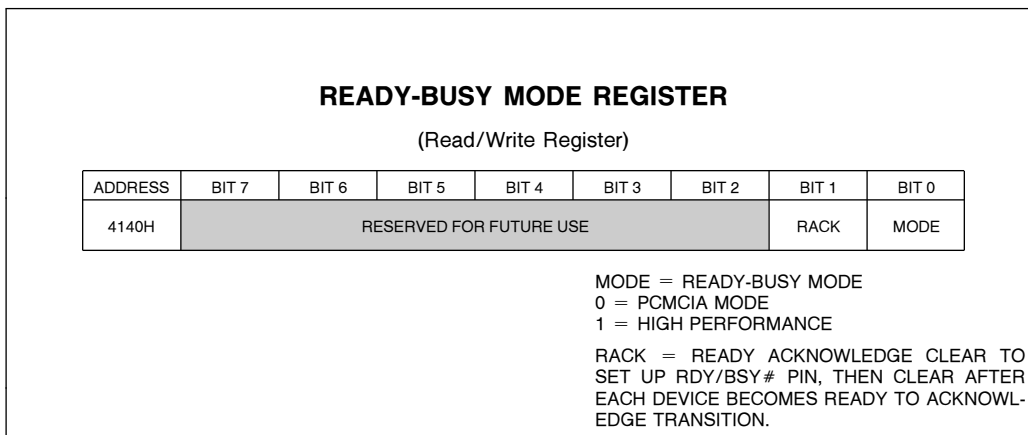 READY-BUSY MODE REGISTER
(Read/Write Register)
ADDRESS BIT 7 BIT 6 BIT 5 BIT 4 BIT 3 BIT 2 BIT 1 BIT 0
4140H RESERVED FOR FUTURE USE RACK MODE
MODE = READY-BUSY MODE
0 = PCMCIA MODE
1 = HIGH PERFORMANCE
RACK = READY ACKNOWLEDGE CLEAR TO
SET UP RDY/BSY# PIN, THEN CLEAR AFTER
EACH DEVICE BECOMES READY TO ACKNOWL-
EDGE TRANSITION.